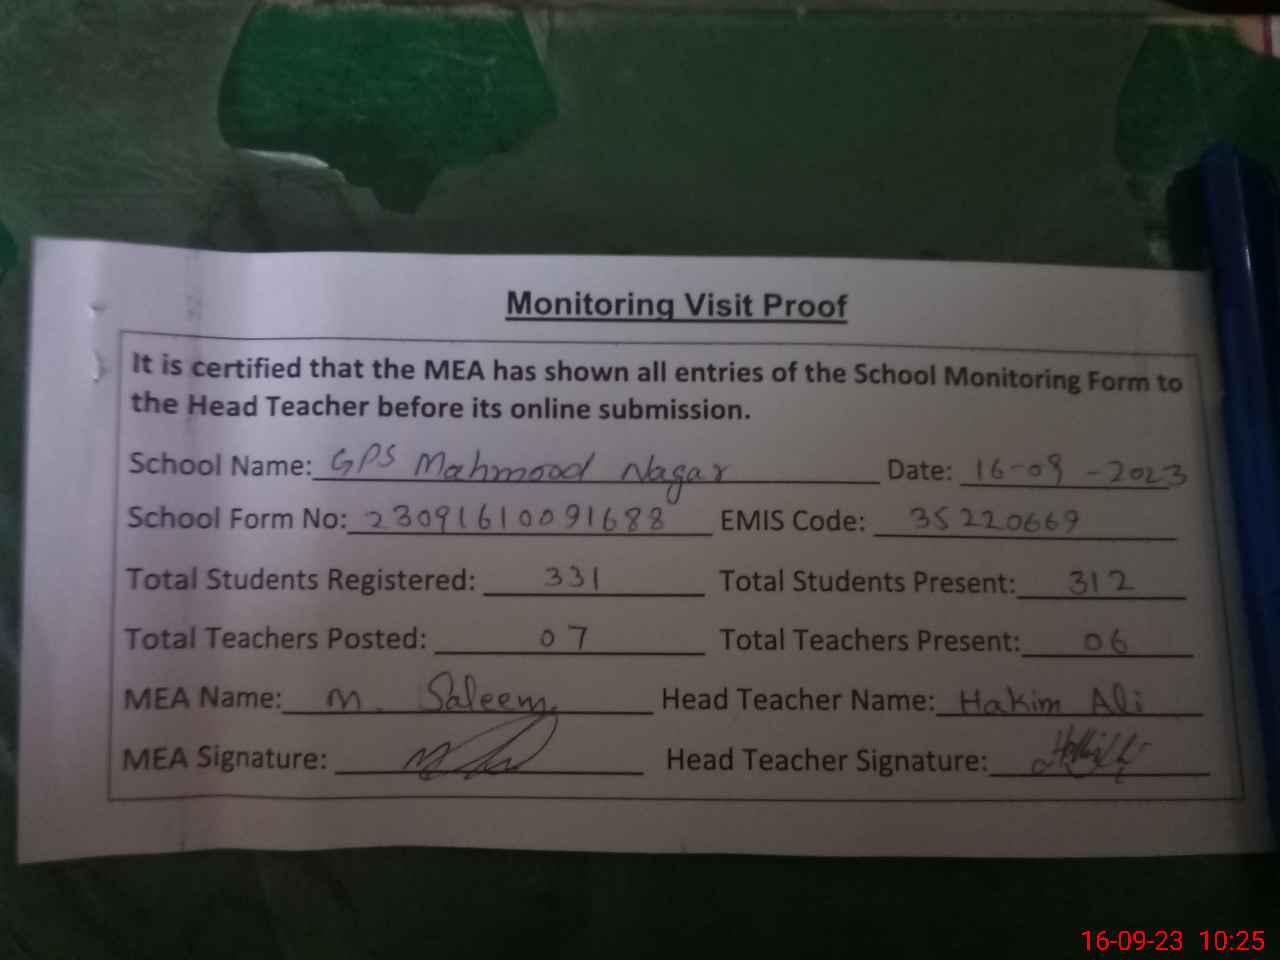 Monitoring Visit Proof
It is certified that the MEA has shown all entries of the School Monitoring Form to
the Head Teacher before its online submission.
School Name: GPS Mahmood Nagar Date: 16-09-2023
School Form No: 23091610091688 EMIS Code: 35220669
Total Students Registered: 331 Total Students Present: 312
Total Teachers Posted: 07 Total Teachers Present: 06
MEA Name: M. Saleem. Head Teacher Name: Hakim Ali
MEA Signature: Head Teacher Signature:
16-09-23 10:25